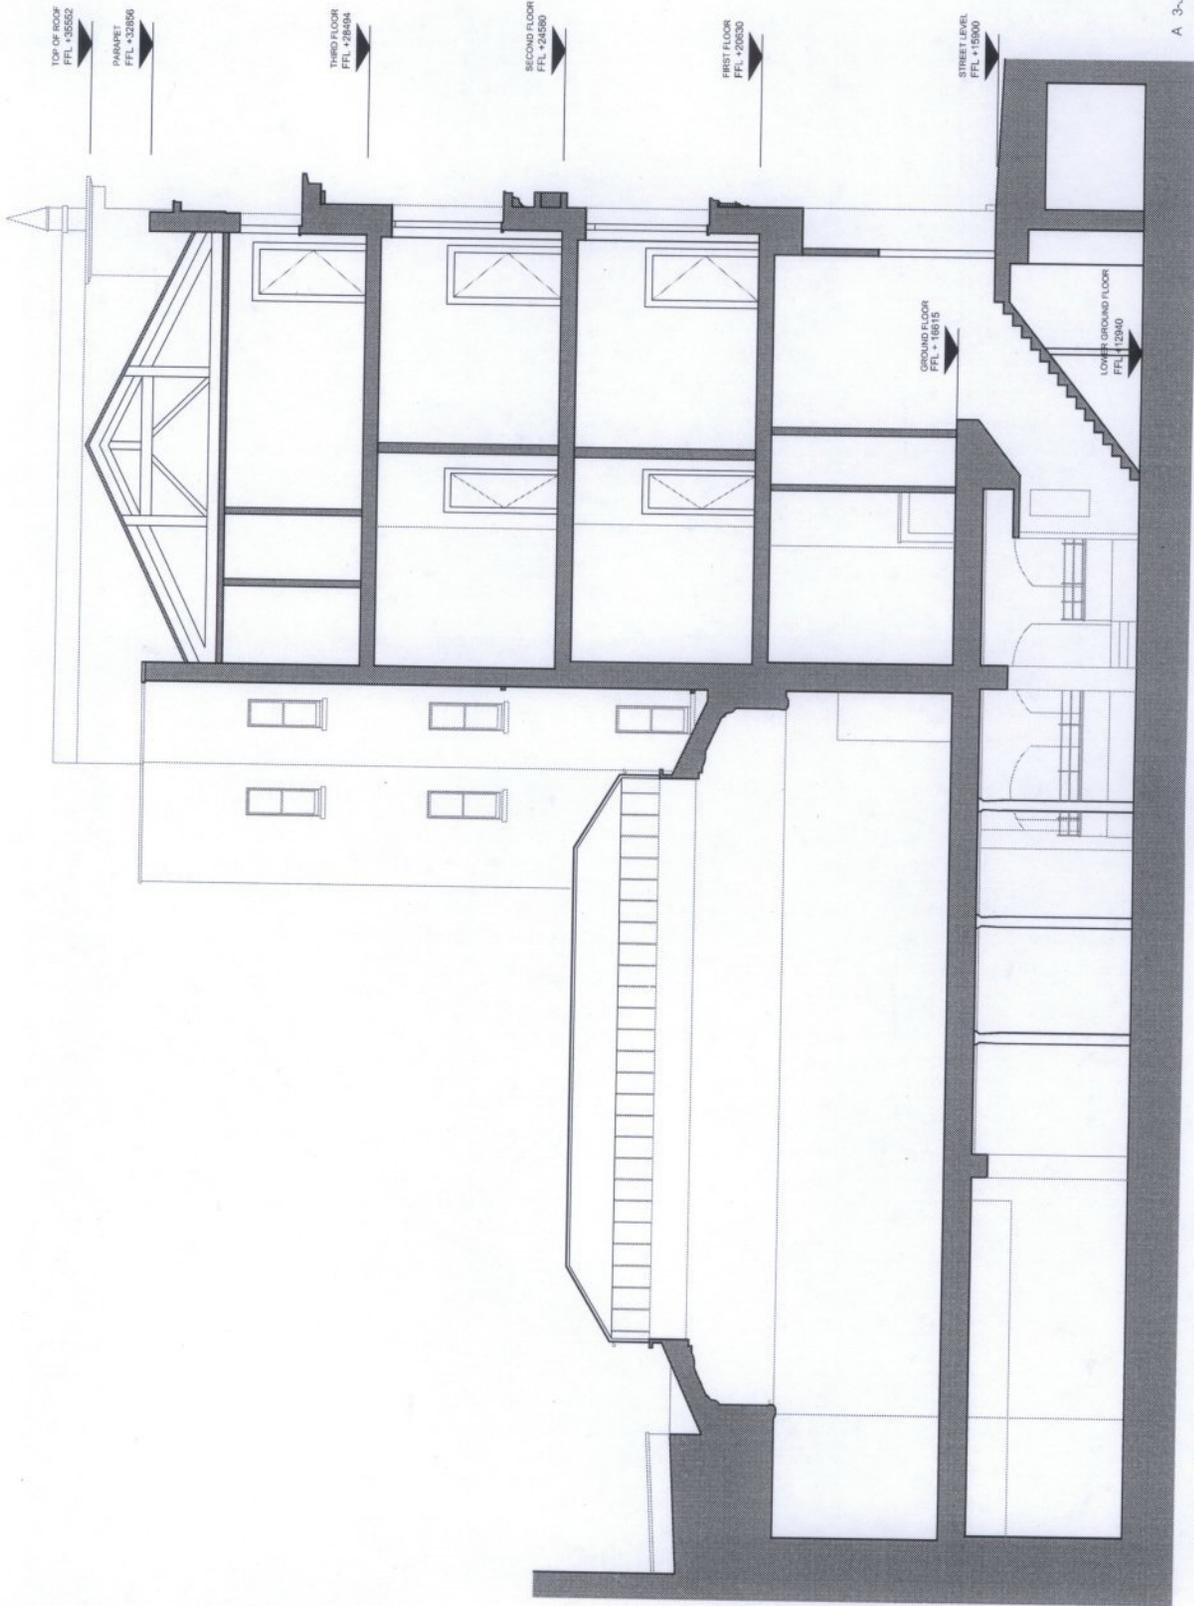 TOP OF ROOF
FFL +35552
PARAPET
FFL +32856
THIRD FLOOR
FFL +28494
SECOND FLOOR
FFL +24580
FIRST FLOOR
FFL +20630
STREET LEVEL
FFL +15900
GROUND FLOOR
FFL + 16615
LOWER GROUND FLOOR
FFL +12940
A 3-